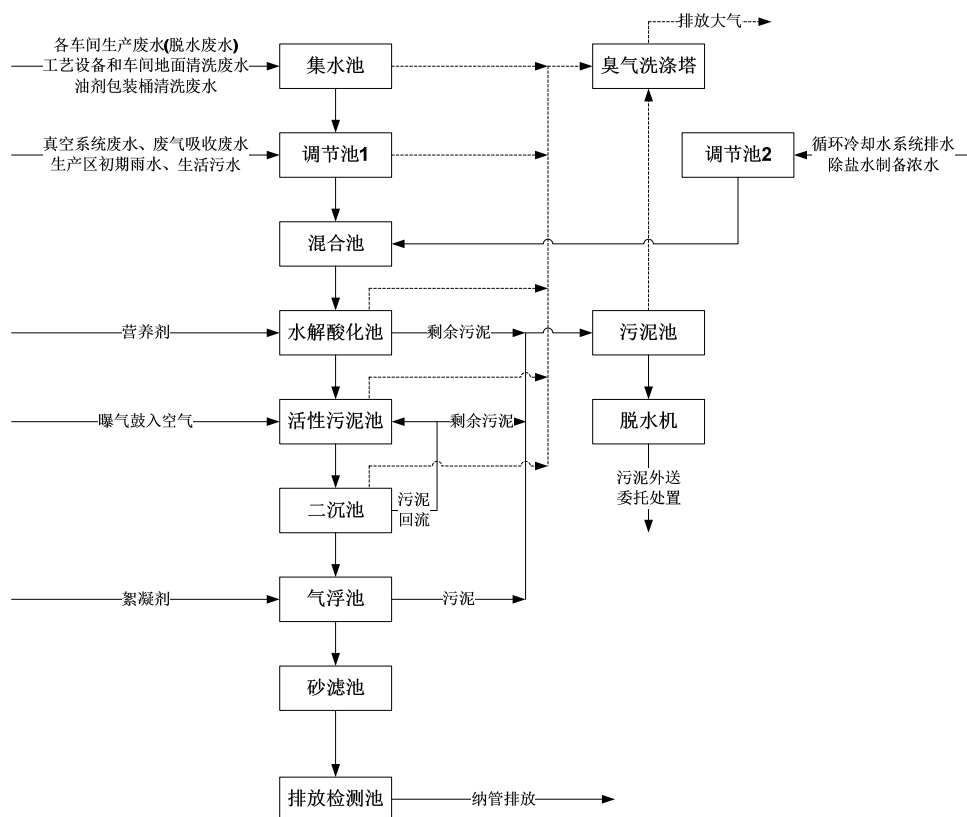 排放大气
各车间生产废水(脱水废水)
工艺设备和车间地面清洗废水
油剂包装桶清洗废水
集水池
臭气洗涤塔
真空系统废水、废气吸收废水
生产区初期雨水、生活污水
调节池1
调节池2
循环冷却水系统排水
除盐水制备浓水
混合池
营养剂
水解酸化池
剩余污泥
污泥池
曝气鼓入空气
活性污泥池
剩余污泥
脱水机
污泥外送
委托处置
二沉池
污泥
回流
絮凝剂
气浮池
污泥
砂滤池
排放检测池
纳管排放